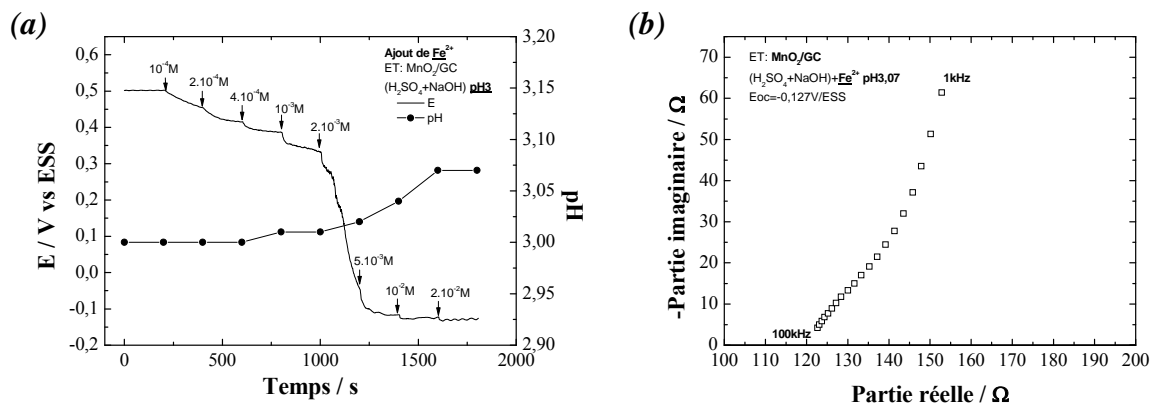 (a)
Ajout de Fe²⁺
ET: MnO₂/GC
(H₂SO₄+NaOH) pH3
E
pH
10⁻⁴M
2.10⁻⁴M
4.10⁻⁴M
10⁻³M
2.10⁻³M
5.10⁻³M
10⁻²M
2.10⁻²M
0,6
0,5
0,4
0,3
0,2
0,1
0,0
-0,1
-0,2
E / V vs ESS
3,20
3,15
3,10
3,05
3,00
2,95
2,90
pH
0
500
1000
1500
2000
Temps / s
(b)
ET: MnO₂/GC
(H₂SO₄+NaOH)+Fe²⁺ pH3,07
Eoc=-0,127V/ESS
1kHz
100kHz
70
60
50
40
30
20
10
0
-Partie imaginaire / Ω
100 110 120 130 140 150 160 170 180 190 200
Partie réelle / Ω